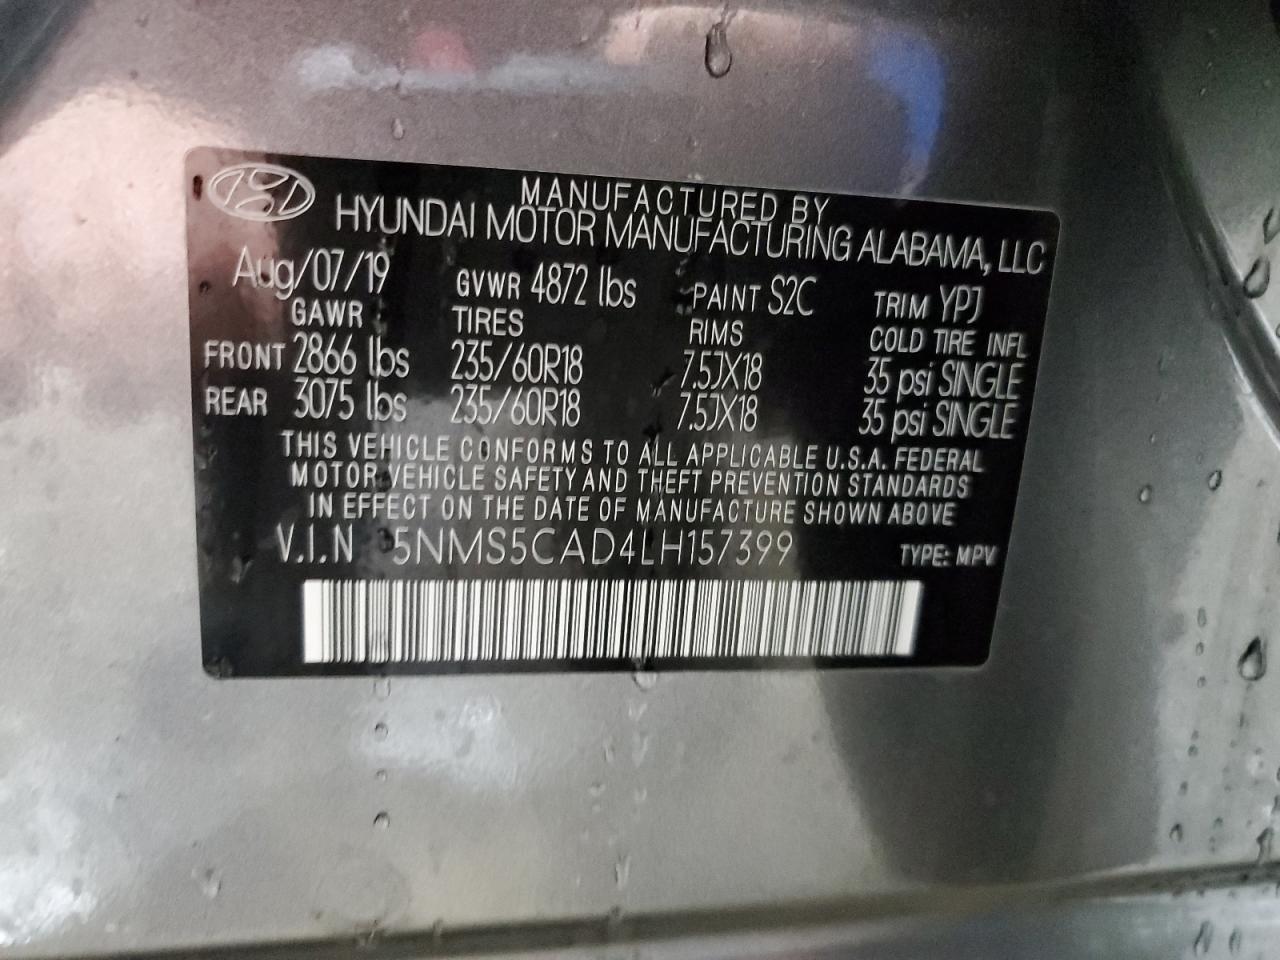 MANUFACTURED BY
HYUNDAI MOTOR MANUFACTURING ALABAMA, LLC
Aug/07/19 GVWR 4872 lbs PAINT S2C TRIM YPJ
GAWR TIRES RIMS COLD TIRE INFL
FRONT 2866 lbs 235/60R18 7.5JX18 35 psi SINGLE
REAR 3075 lbs 235/60R18 7.5JX18 35 psi SINGLE
THIS VEHICLE CONFORMS TO ALL APPLICABLE U.S.A. FEDERAL
MOTOR VEHICLE SAFETY AND THEFT PREVENTION STANDARDS
IN EFFECT ON THE DATE OF MANUFACTURE SHOWN ABOVE
V.I.N 5NMS5CAD4LH157399 TYPE: MPV